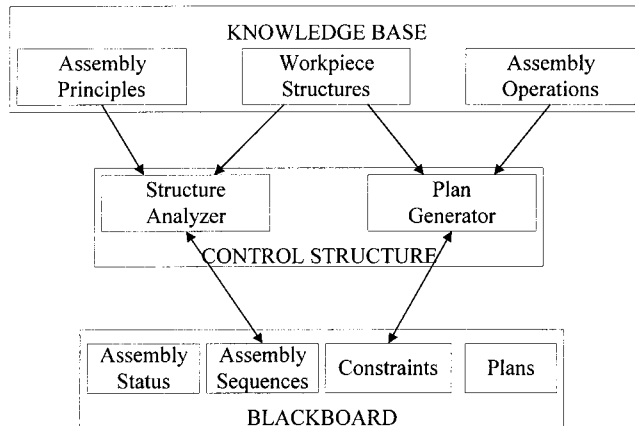 KNOWLEDGE BASE
Assembly
Principles
Workpiece
Structures
Assembly
Operations
Structure
Analyzer
Plan
Generator
CONTROL STRUCTURE
Assembly
Status
Assembly
Sequences
Constraints
Plans
BLACKBOARD